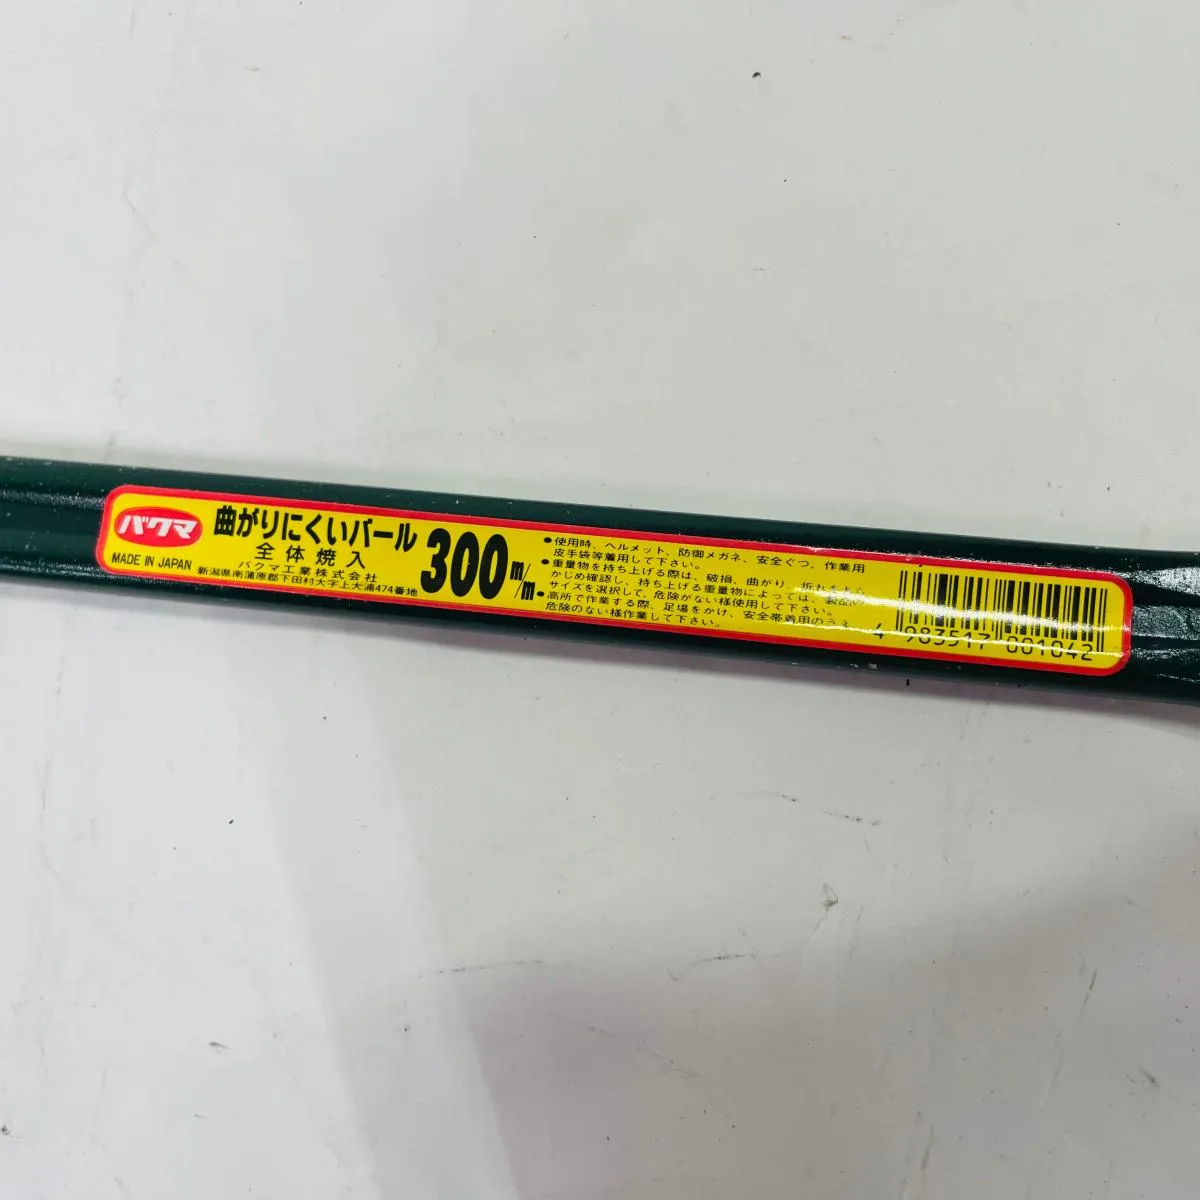 バクマ
MADE IN JAPAN
曲がりにくいバール
全体焼入
バクマ工業株式会社
新潟県南蒲原郡下田村大字上大浦474番地
300m/m
●使用時、ヘルメット、防御メガネ、安全ぐつ、作業用
皮手袋等着用して下さい。
●重量物を持ち上げる際は、破損、曲がり、
かじめ確認し、持ち上げる重量物によっては、
サイズを選択して、危険がない様使用して下さい。
●高所で作業する際、足場をかけ、安全帯着用のうえ、
危険のない様作業して下さい。
4 983517 001042